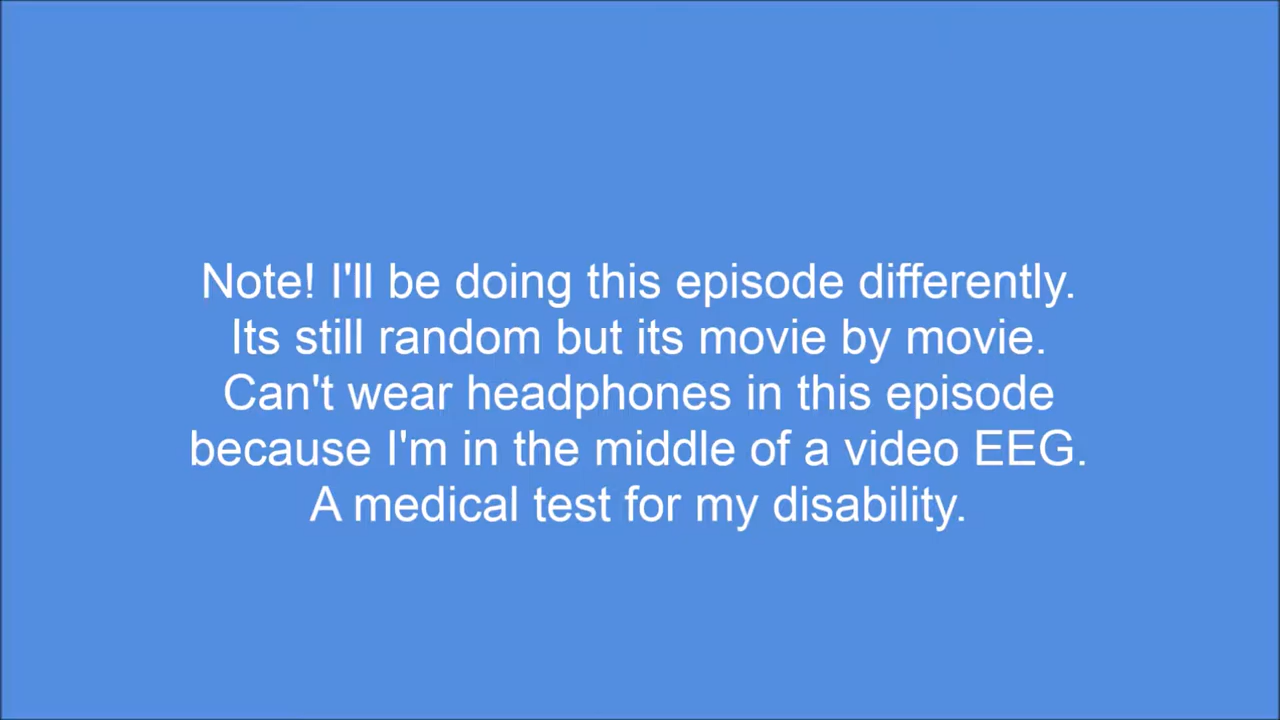 Note! I'll be doing this episode differently.
Its still random but its movie by movie.
Can't wear headphones in this episode
because I'm in the middle of a video EEG.
A medical test for my disability.